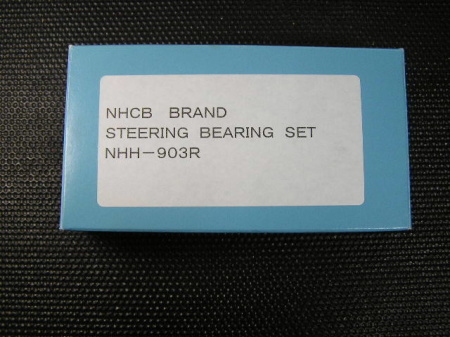 NHCB BRAND
STEERING BEARING SET
NHH-903R